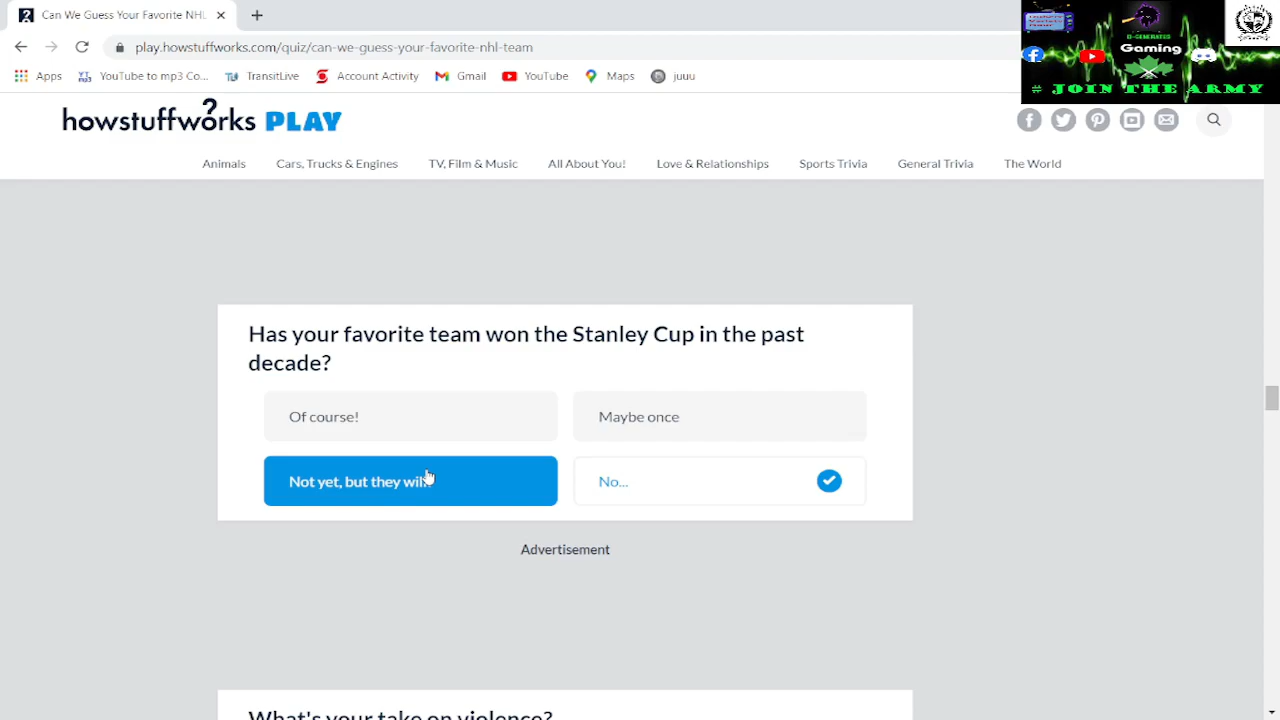 Can We Guess Your Favorite NHL
play.howstuffworks.com/quiz/can-we-guess-your-favorite-nhl-team
Apps
YouTube to mp3 Co...
TransitLive
Account Activity
Gmail
YouTube
Maps
juuu
Gaming
# JOIN THE ARMY
howstuffworks PLAY
Animals
Cars, Trucks & Engines
TV, Film & Music
All About You!
Love & Relationships
Sports Trivia
General Trivia
The World
Has your favorite team won the Stanley Cup in the past
decade?
Of course!
Maybe once
Not yet, but they will!
No...
Advertisement
What's your take on violence?